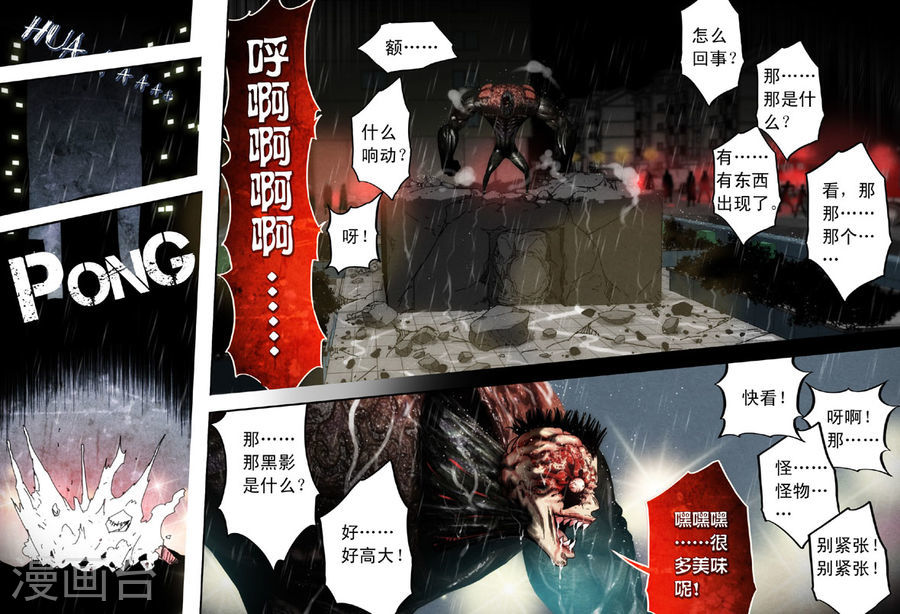 HUA
AAAA
PONG
呼啊啊啊啊……
额……
什么
响动？
呀！
怎么
回事？
那……
那是什
么？
有……
有东西
出现了。
看，那
那……
那个…
…
那……
那黑影
是什么？
好……
好高大！
快看！
呀啊！
那…
怪……
怪物…
…
嘿嘿嘿
……很
多美味
呢！
别紧张！
别紧张！
漫画台